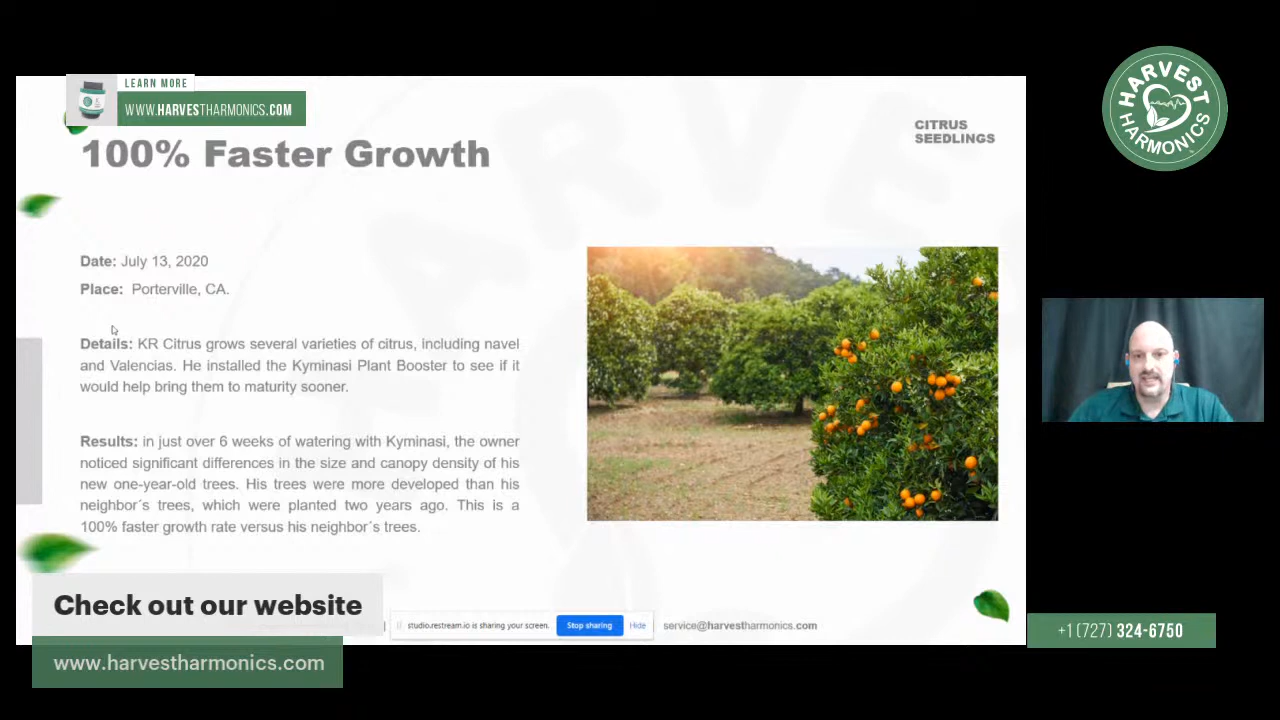 LEARN MORE
WWW.HARVESTHARMONICS.COM
HARVEST
HARMONICS
100% Faster Growth
CITRUS
SEEDLINGS
Date: July 13, 2020
Place: Porterville, CA.
Details: KR Citrus grows several varieties of citrus, including navel
and Valencias. He installed the Kyminasi Plant Booster to see if it
would help bring them to maturity sooner.
Results: in just over 6 weeks of watering with Kyminasi, the owner
noticed significant differences in the size and canopy density of his
new one-year-old trees. His trees were more developed than his
neighbor´s trees, which were planted two years ago. This is a
100% faster growth rate versus his neighbor´s trees.
Check out our website
www.harvestharmonics.com
studio.restream.io is sharing your screen.
Stop sharing
Hide
service@harvestharmonics.com
+1 (727) 324-6750